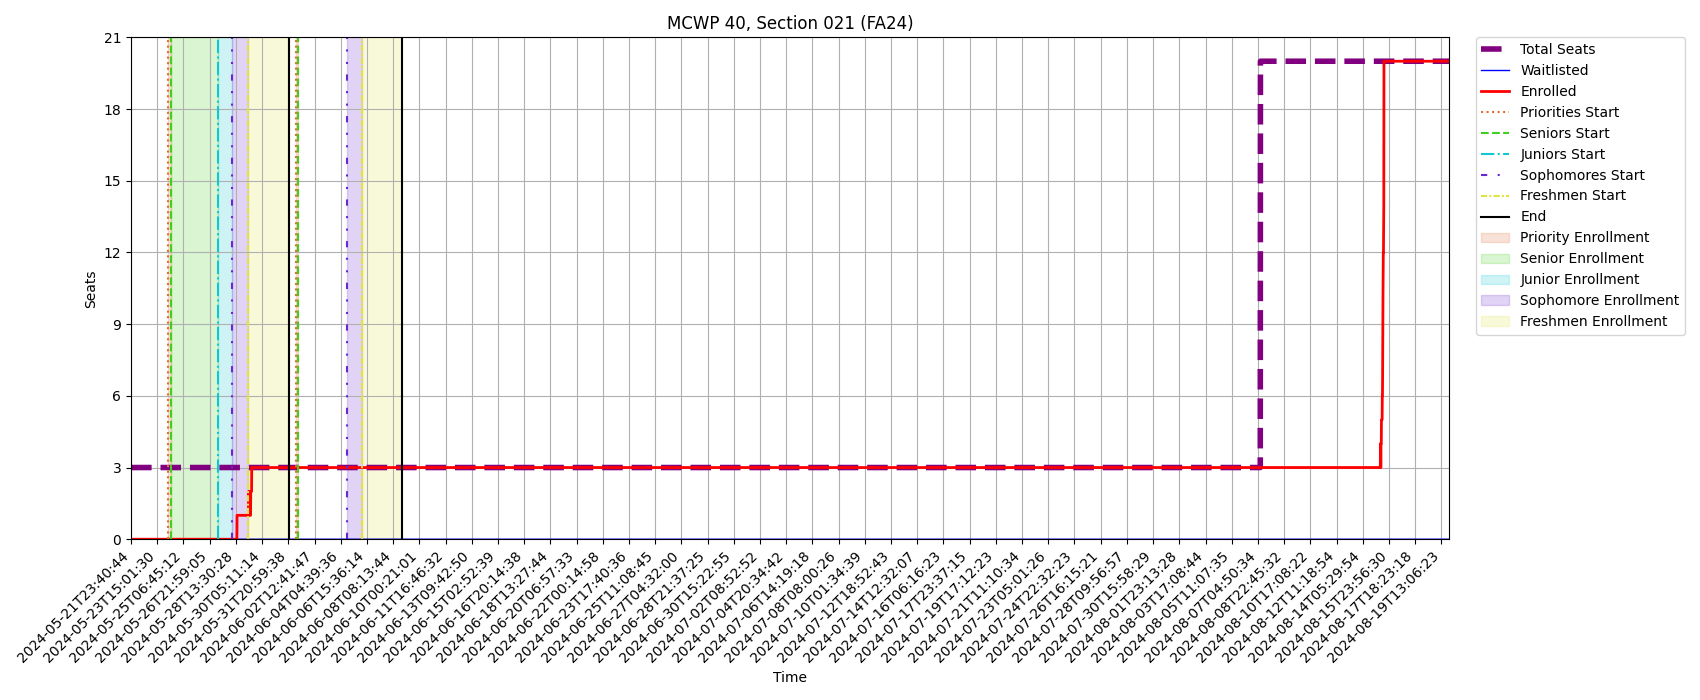 MCWP 40, Section 021 (FA24)
21
18
15
12
9
6
3
0
Seats
2024-05-21T23:40:44
2024-05-23T15:01:30
2024-05-25T06:45:12
2024-05-26T21:59:05
2024-05-28T13:30:28
2024-05-30T05:11:14
2024-05-31T20:59:38
2024-06-02T12:41:47
2024-06-04T04:39:36
2024-06-06T15:36:14
2024-06-08T08:13:44
2024-06-10T00:21:01
2024-06-11T16:46:32
2024-06-13T09:42:50
2024-06-15T02:52:39
2024-06-16T20:14:38
2024-06-18T13:27:44
2024-06-20T06:57:33
2024-06-22T00:14:58
2024-06-23T17:40:36
2024-06-25T11:08:45
2024-06-27T04:32:00
2024-06-28T21:37:25
2024-06-30T15:22:55
2024-07-02T08:52:52
2024-07-04T20:34:42
2024-07-06T14:19:18
2024-07-08T08:00:26
2024-07-10T01:34:39
2024-07-12T18:52:43
2024-07-14T12:32:07
2024-07-16T06:16:23
2024-07-17T23:37:15
2024-07-19T17:12:23
2024-07-21T11:10:34
2024-07-23T05:01:26
2024-07-24T22:32:23
2024-07-26T16:15:21
2024-07-28T09:56:57
2024-07-30T15:58:29
2024-08-01T23:13:28
2024-08-03T17:08:44
2024-08-05T11:07:35
2024-08-07T04:50:34
2024-08-08T22:45:32
2024-08-10T17:08:22
2024-08-12T11:18:54
2024-08-14T05:29:54
2024-08-15T23:56:30
2024-08-17T18:23:18
2024-08-19T13:06:23
Time
Total Seats
Waitlisted
Enrolled
Priorities Start
Seniors Start
Juniors Start
Sophomores Start
Freshmen Start
End
Priority Enrollment
Senior Enrollment
Junior Enrollment
Sophomore Enrollment
Freshmen Enrollment